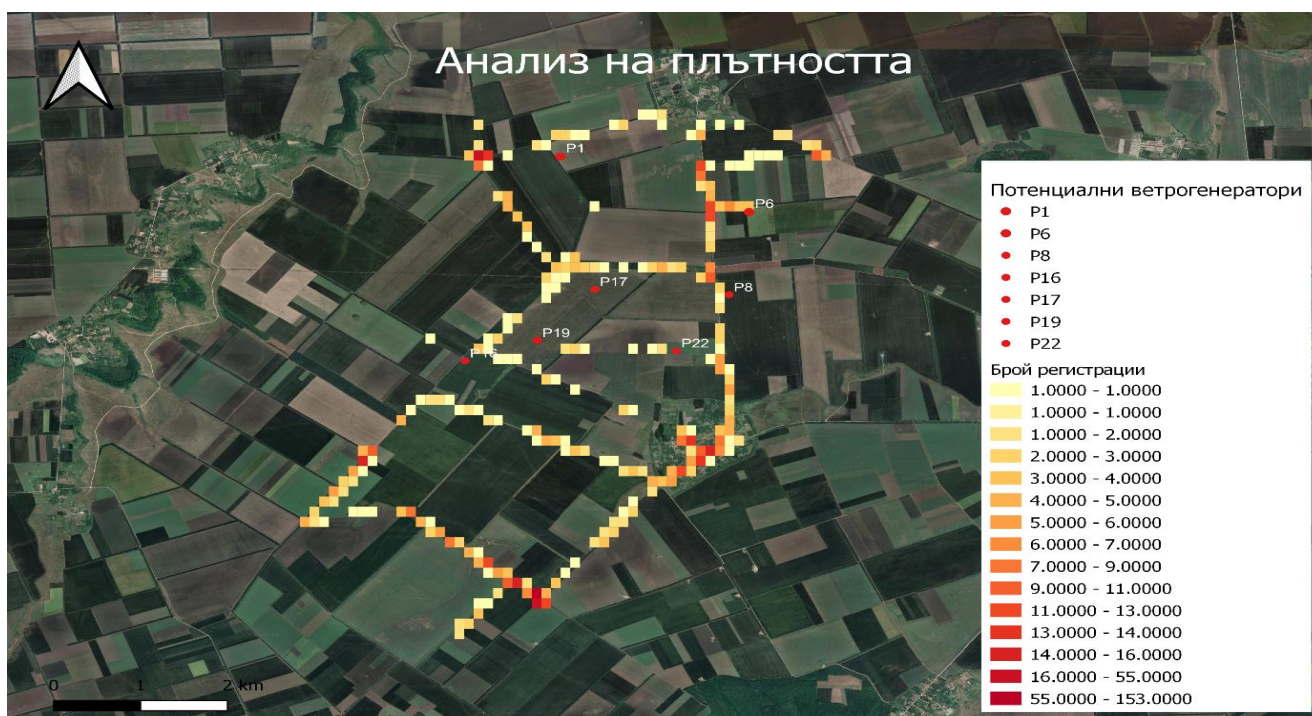 Анализ на плътността
P1
P6
P17
P8
P19
P22
P16
0 1 2 km
Потенциални ветрогенератори
P1
P6
P8
P16
P17
P19
P22
Брой регистрации
1.0000 - 1.0000
1.0000 - 1.0000
1.0000 - 2.0000
2.0000 - 3.0000
3.0000 - 4.0000
4.0000 - 5.0000
5.0000 - 6.0000
6.0000 - 7.0000
7.0000 - 9.0000
9.0000 - 11.0000
11.0000 - 13.0000
13.0000 - 14.0000
14.0000 - 16.0000
16.0000 - 55.0000
55.0000 - 153.0000